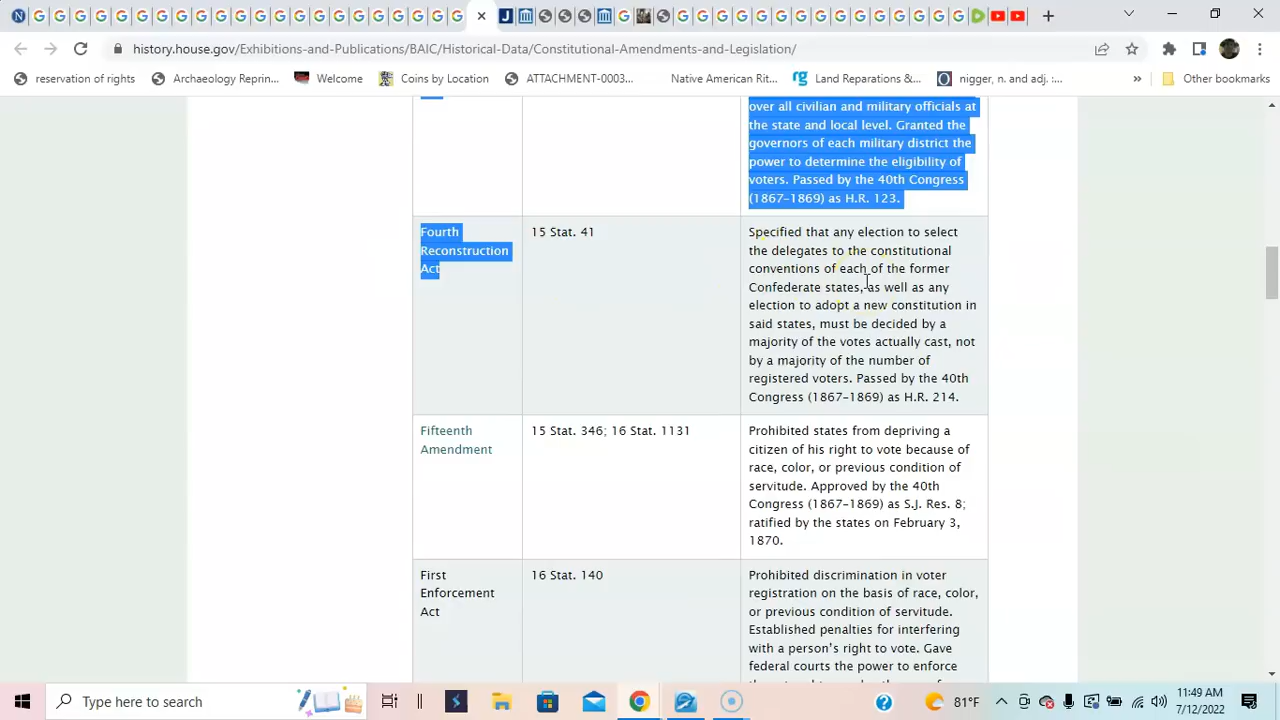 history.house.gov/Exhibitions-and-Publications/BAIC/Historical-Data/Constitutional-Amendments-and-Legislation/
reservation of rights
Archaeology Reprin...
Welcome
Coins by Location
ATTACHMENT-0003...
Native American Rit...
Land Reparations &...
nigger, n. and adj. :...
»
Other bookmarks
over all civilian and military officials at
the state and local level. Granted the
governors of each military district the
power to determine the eligibility of
voters. Passed by the 40th Congress
(1867–1869) as H.R. 123.
Fourth
Reconstruction
Act
15 Stat. 41
Specified that any election to select
the delegates to the constitutional
conventions of each of the former
Confederate states, as well as any
election to adopt a new constitution in
said states, must be decided by a
majority of the votes actually cast, not
by a majority of the number of
registered voters. Passed by the 40th
Congress (1867–1869) as H.R. 214.
Fifteenth
Amendment
15 Stat. 346; 16 Stat. 1131
Prohibited states from depriving a
citizen of his right to vote because of
race, color, or previous condition of
servitude. Approved by the 40th
Congress (1867–1869) as S.J. Res. 8;
ratified by the states on February 3,
1870.
First
Enforcement
Act
16 Stat. 140
Prohibited discrimination in voter
registration on the basis of race, color,
or previous condition of servitude.
Established penalties for interfering
with a person's right to vote. Gave
federal courts the power to enforce
Type here to search
81°F
11:49 AM
7/12/2022